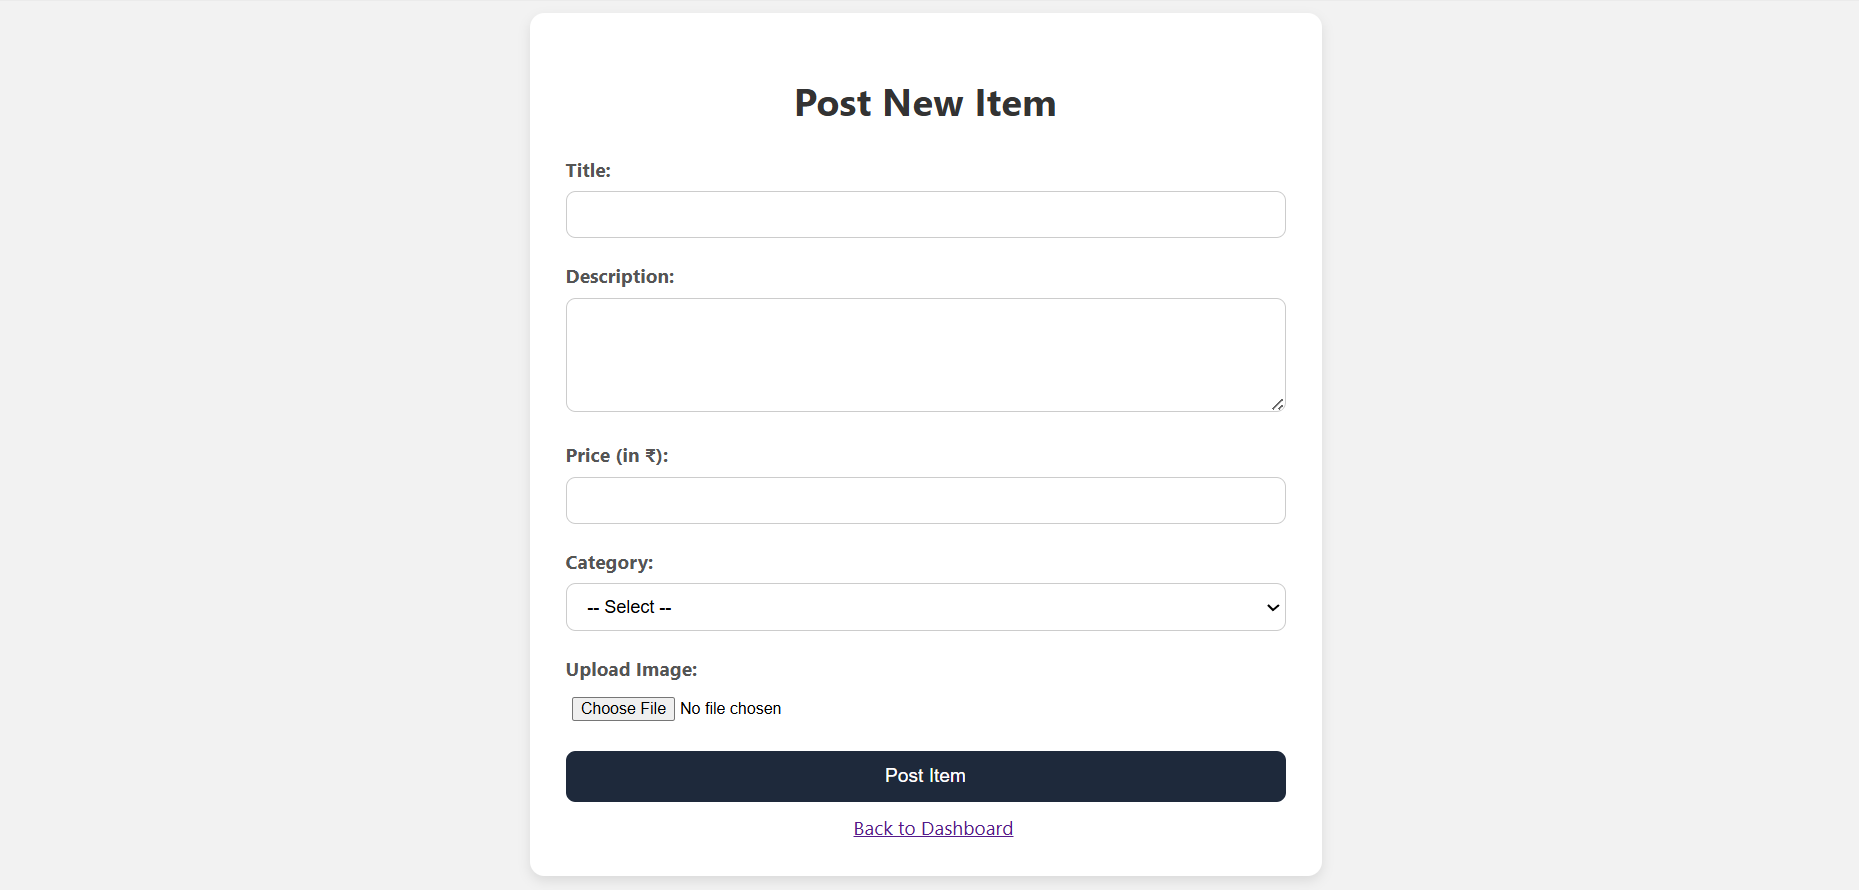 Post New Item
Title:
Description:
Price (in ₹):
Category:
-- Select --
Upload Image:
Choose File No file chosen
Post Item
Back to Dashboard